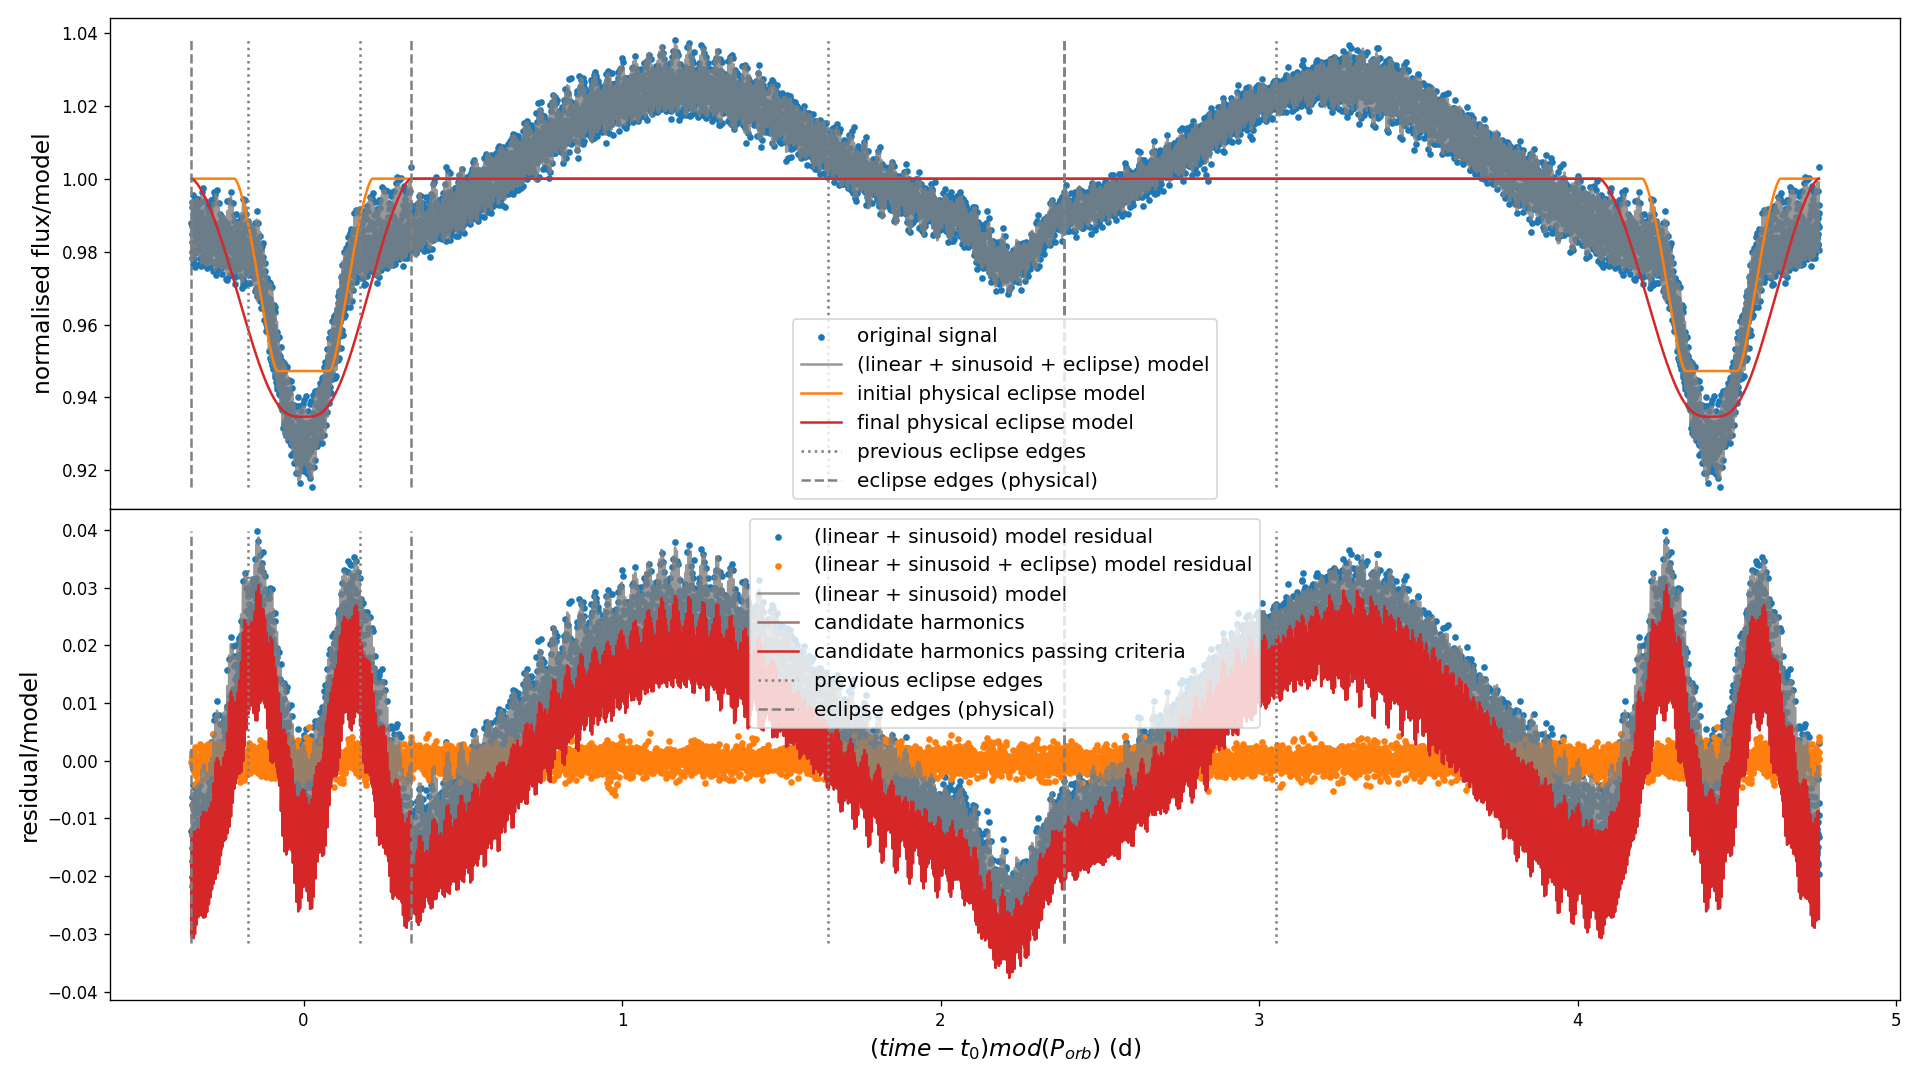 normalised flux/model
1.04
1.02
1.00
0.98
0.96
0.94
0.92
original signal
(linear + sinusoid + eclipse) model
initial physical eclipse model
final physical eclipse model
previous eclipse edges
eclipse edges (physical)
residual/model
0.04
0.03
0.02
0.01
0.00
−0.01
−0.02
−0.03
−0.04
(linear + sinusoid) model residual
(linear + sinusoid + eclipse) model residual
(linear + sinusoid) model
candidate harmonics
candidate harmonics passing criteria
previous eclipse edges
eclipse edges (physical)
0 1 2 3 4 5
(time − t₀)mod(P_orb) (d)